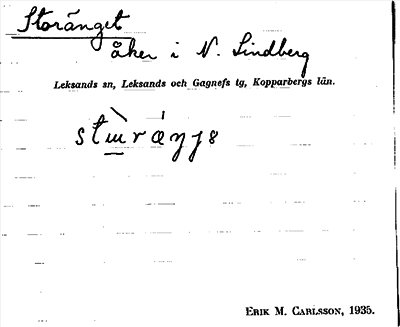 Storänget
åker i N. Lindberg
Leksands sn, Leksands och Gagnefs tg, Kopparbergs län.
ERIK M. CARLSSON, 1935.